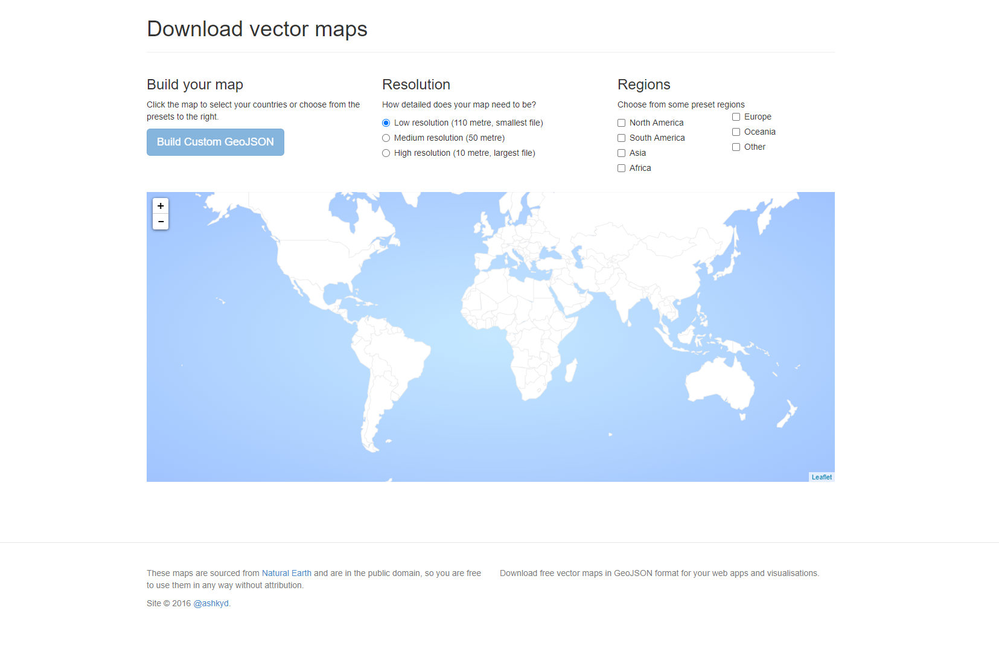 Download vector maps
Build your map
Click the map to select your countries or choose from the
presets to the right.
Build Custom GeoJSON
Resolution
How detailed does your map need to be?
Low resolution (110 metre, smallest file)
Medium resolution (50 metre)
High resolution (10 metre, largest file)
Regions
Choose from some preset regions
North America
South America
Asia
Africa
Europe
Oceania
Other
+
−
Leaflet
These maps are sourced from Natural Earth and are in the public domain, so you are free
to use them in any way without attribution.
Site © 2016 @ashkyd.
Download free vector maps in GeoJSON format for your web apps and visualisations.